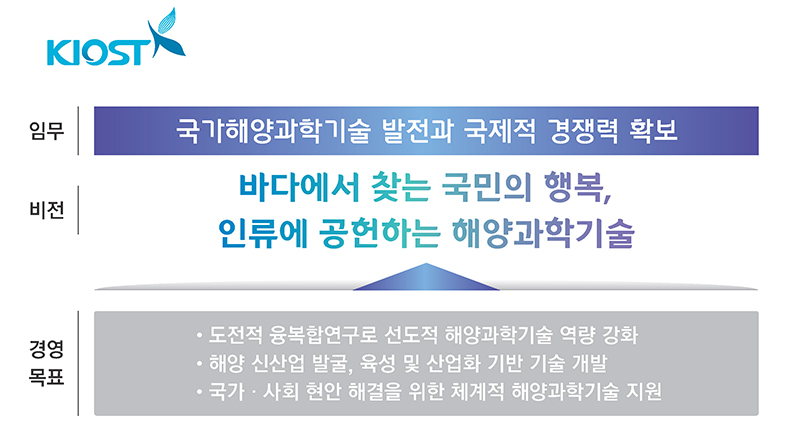 KIOST
임무
국가해양과학기술 발전과 국제적 경쟁력 확보
비전
바다에서 찾는 국민의 행복,
인류에 공헌하는 해양과학기술
경영
목표
• 도전적 융복합연구로 선도적 해양과학기술 역량 강화
• 해양 신산업 발굴, 육성 및 산업화 기반 기술 개발
• 국가 · 사회 현안 해결을 위한 체계적 해양과학기술 지원